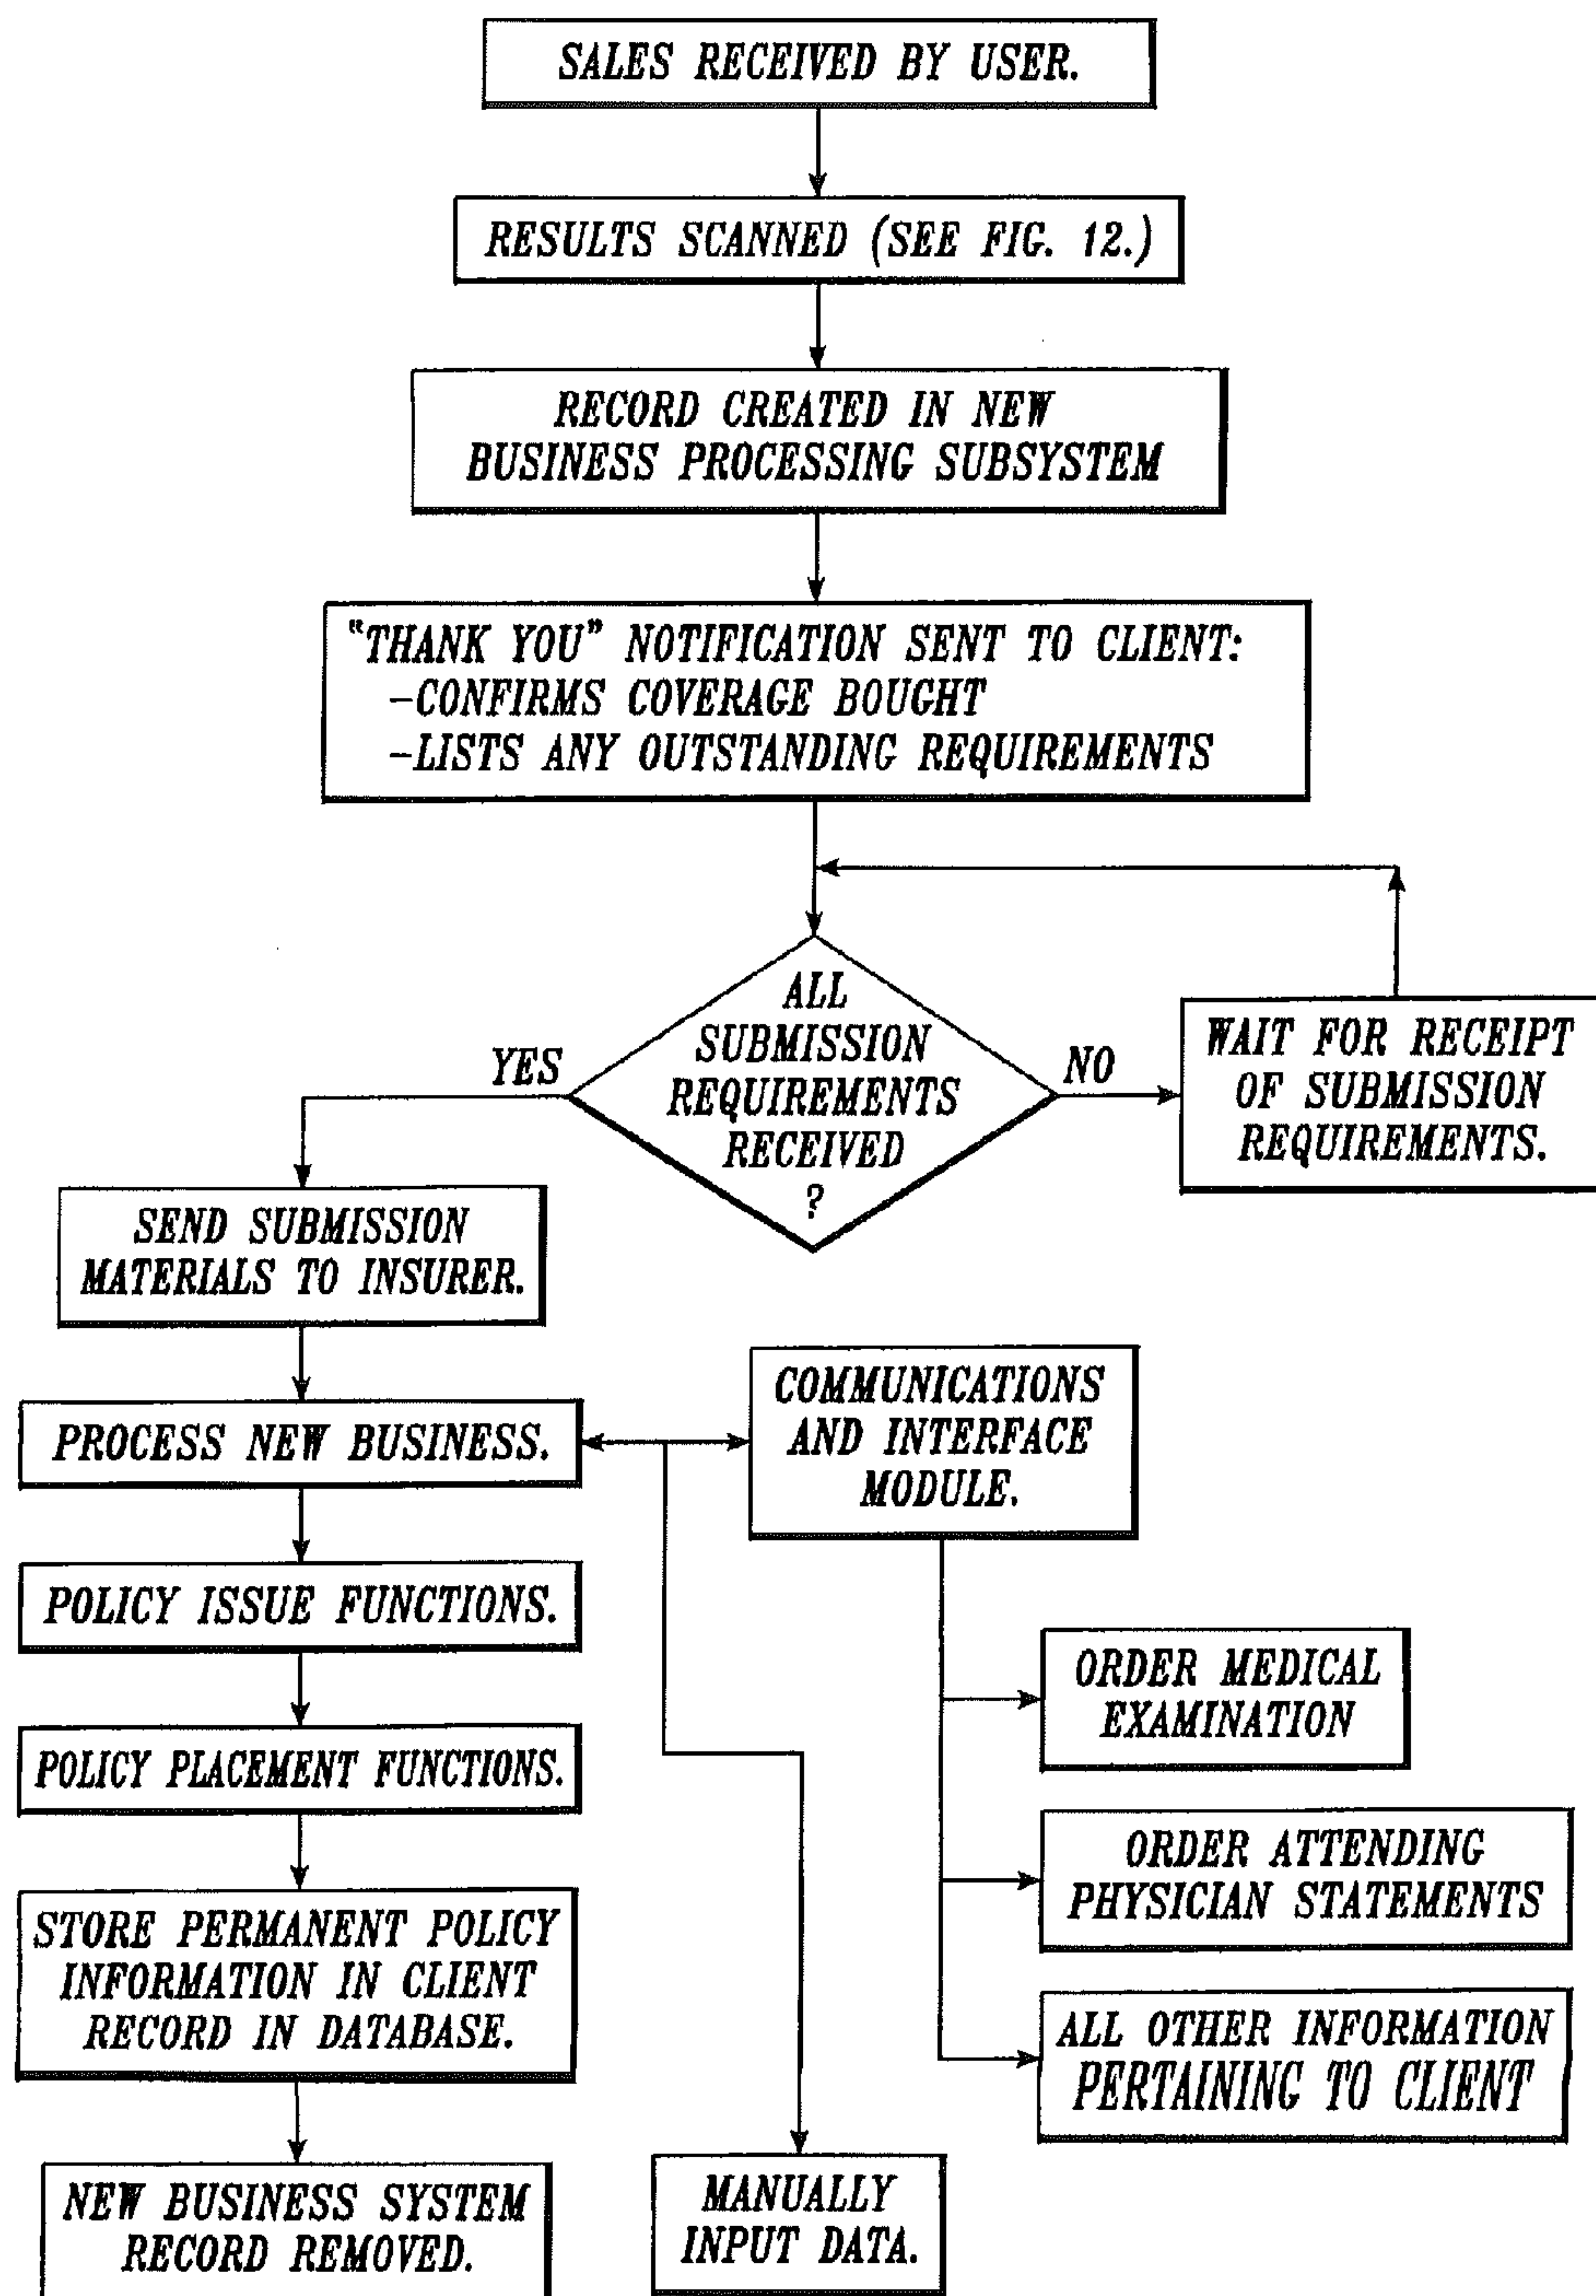 SALES RECEIVED BY USER.
RESULTS SCANNED (SEE FIG. 12.)
RECORD CREATED IN NEW
BUSINESS PROCESSING SUBSYSTEM
"THANK YOU" NOTIFICATION SENT TO CLIENT:
-CONFIRMS COVERAGE BOUGHT
-LISTS ANY OUTSTANDING REQUIREMENTS
ALL
SUBMISSION
REQUIREMENTS
RECEIVED
?
YES
NO
WAIT FOR RECEIPT
OF SUBMISSION
REQUIREMENTS.
SEND SUBMISSION
MATERIALS TO INSURER.
PROCESS NEW BUSINESS.
COMMUNICATIONS
AND INTERFACE
MODULE.
POLICY ISSUE FUNCTIONS.
POLICY PLACEMENT FUNCTIONS.
STORE PERMANENT POLICY
INFORMATION IN CLIENT
RECORD IN DATABASE.
NEW BUSINESS SYSTEM
RECORD REMOVED.
MANUALLY
INPUT DATA.
ORDER MEDICAL
EXAMINATION
ORDER ATTENDING
PHYSICIAN STATEMENTS
ALL OTHER INFORMATION
PERTAINING TO CLIENT